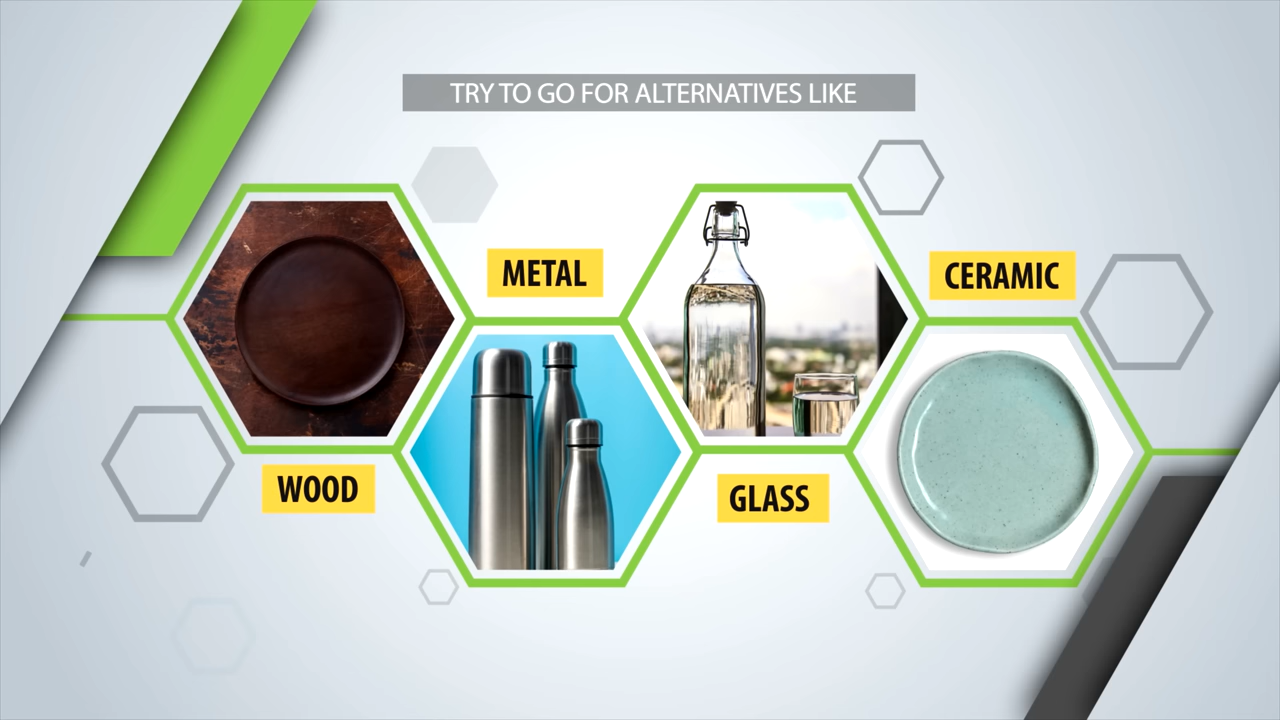 TRY TO GO FOR ALTERNATIVES LIKE
WOOD
METAL
GLASS
CERAMIC